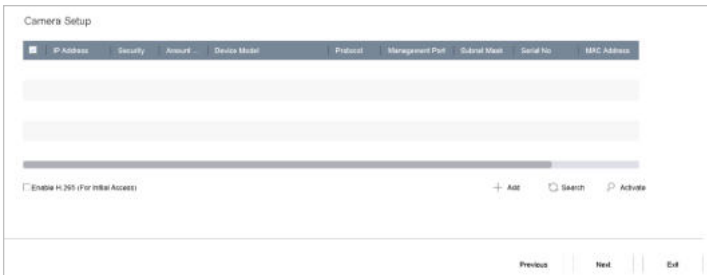 Camera Setup
IP Address Security Amount ... Device Model Protocol Management Port Subnet Mask Serial No MAC Address
Enable H.265 (For Initial Access) Add Search Activate
Previous Next Exit